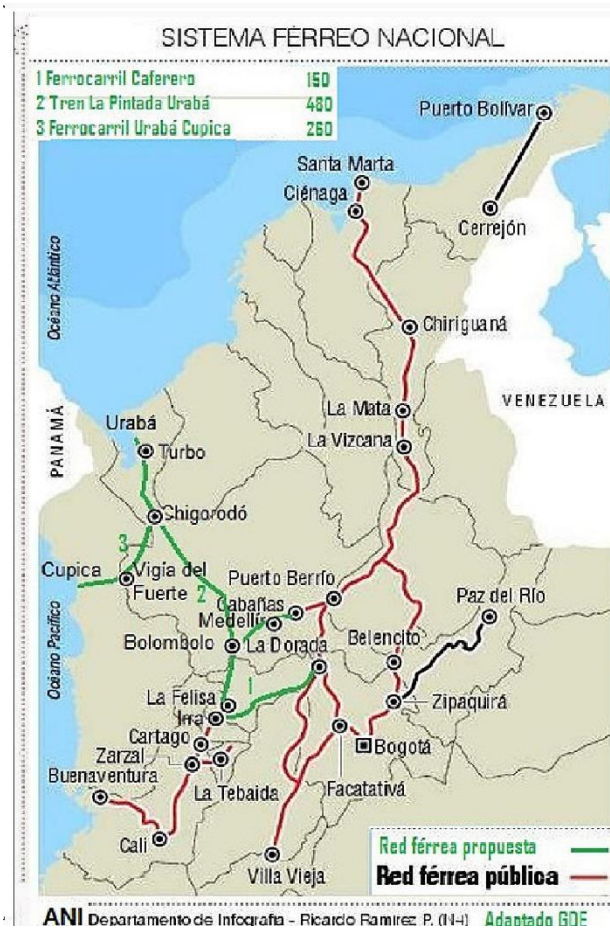 SISTEMA FÉRREO NACIONAL
1 Ferrocarril Caferero 150
2 Tren La Pintada Urabá 480
3 Ferrocarril Urabá Cupica 260
Puerto Bolívar
Santa Marta
Ciénaga
Cerrejón
Océano Atlántico
Chiriguaná
PANAMÁ
La Mata
VENEZUELA
Urabá
La Vizcana
Turbo
Chigorodó
3
Cupica
Vigía del
Fuerte
2
Puerto Berrío
Paz del Río
Cabañas
Medellín
Océano Pacífico
Bolombolo
La Dorada
Belencito
1
La Felisa
Irra
Zipaquirá
Cartago
Bogotá
Zarzal
Buenaventura
La Tebaida
Facatativá
Cali
Villa Vieja
Red férrea propuesta
Red férrea pública
ANI Departamento de Infografía - Ricardo Ramírez P. Adaptado GDE